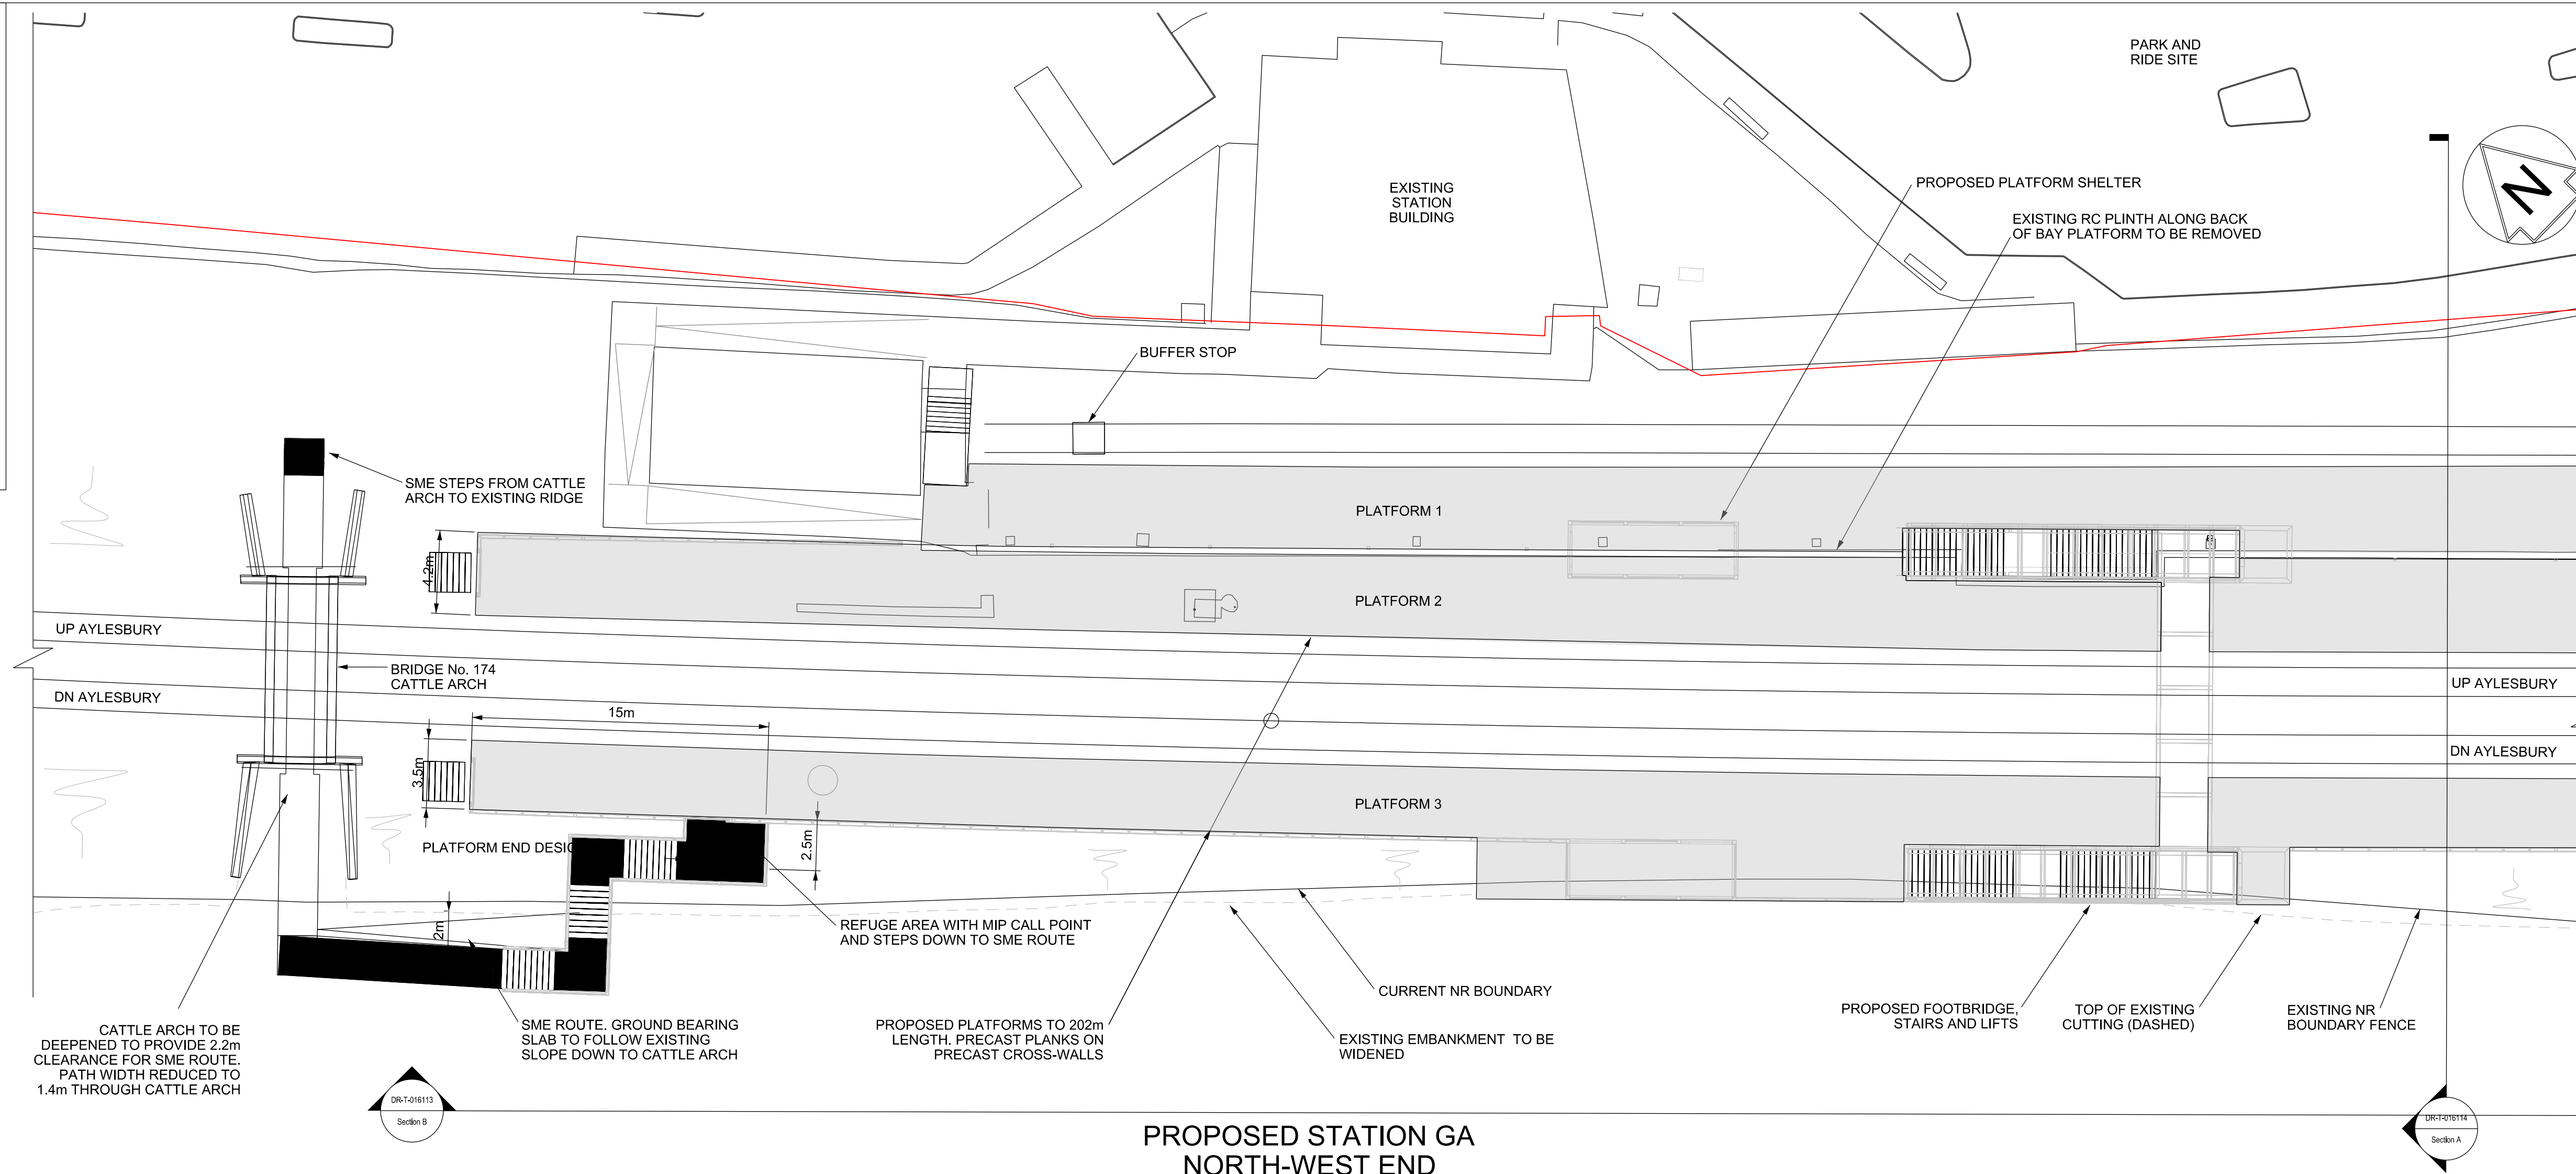 PARK AND
RIDE SITE
N
EXISTING
STATION
BUILDING
PROPOSED PLATFORM SHELTER
EXISTING RC PLINTH ALONG BACK
OF BAY PLATFORM TO BE REMOVED
BUFFER STOP
SME STEPS FROM CATTLE
ARCH TO EXISTING RIDGE
PLATFORM 1
4.2m
PLATFORM 2
UP AYLESBURY
BRIDGE No. 174
CATTLE ARCH
DN AYLESBURY
15m
UP AYLESBURY
DN AYLESBURY
3.5m
PLATFORM 3
PLATFORM END
2.5m
2m
REFUGE AREA WITH MIP CALL POINT
AND STEPS DOWN TO SME ROUTE
CURRENT NR BOUNDARY
CATTLE ARCH TO BE
DEEPENED TO PROVIDE 2.2m
CLEARANCE FOR SME ROUTE.
PATH WIDTH REDUCED TO
1.4m THROUGH CATTLE ARCH
SME ROUTE. GROUND BEARING
SLAB TO FOLLOW EXISTING
SLOPE DOWN TO CATTLE ARCH
PROPOSED PLATFORMS TO 202m
LENGTH. PRECAST PLANKS ON
PRECAST CROSS-WALLS
EXISTING EMBANKMENT TO BE
WIDENED
PROPOSED FOOTBRIDGE,
STAIRS AND LIFTS
TOP OF EXISTING
CUTTING (DASHED)
EXISTING NR
BOUNDARY FENCE
DR-T-016113
Section B
DR-T-016114
Section A
PROPOSED STATION GA
NORTH-WEST END